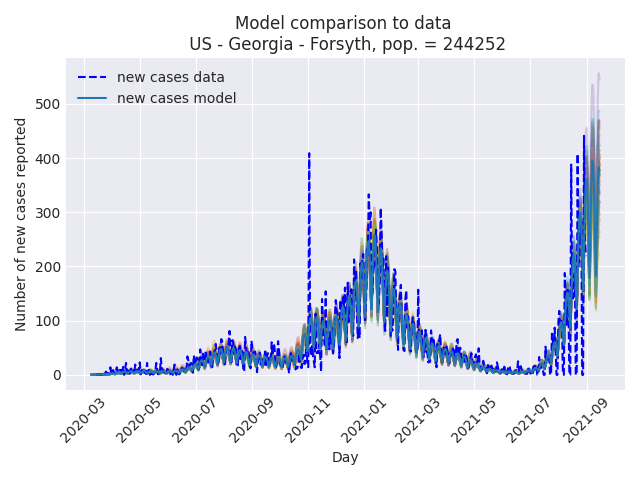 Model comparison to data
US - Georgia - Forsyth, pop. = 244252
new cases data
new cases model
Number of new cases reported
500
400
300
200
100
0
2020-03
2020-05
2020-07
2020-09
2020-11
2021-01
2021-03
2021-05
2021-07
2021-09
Day